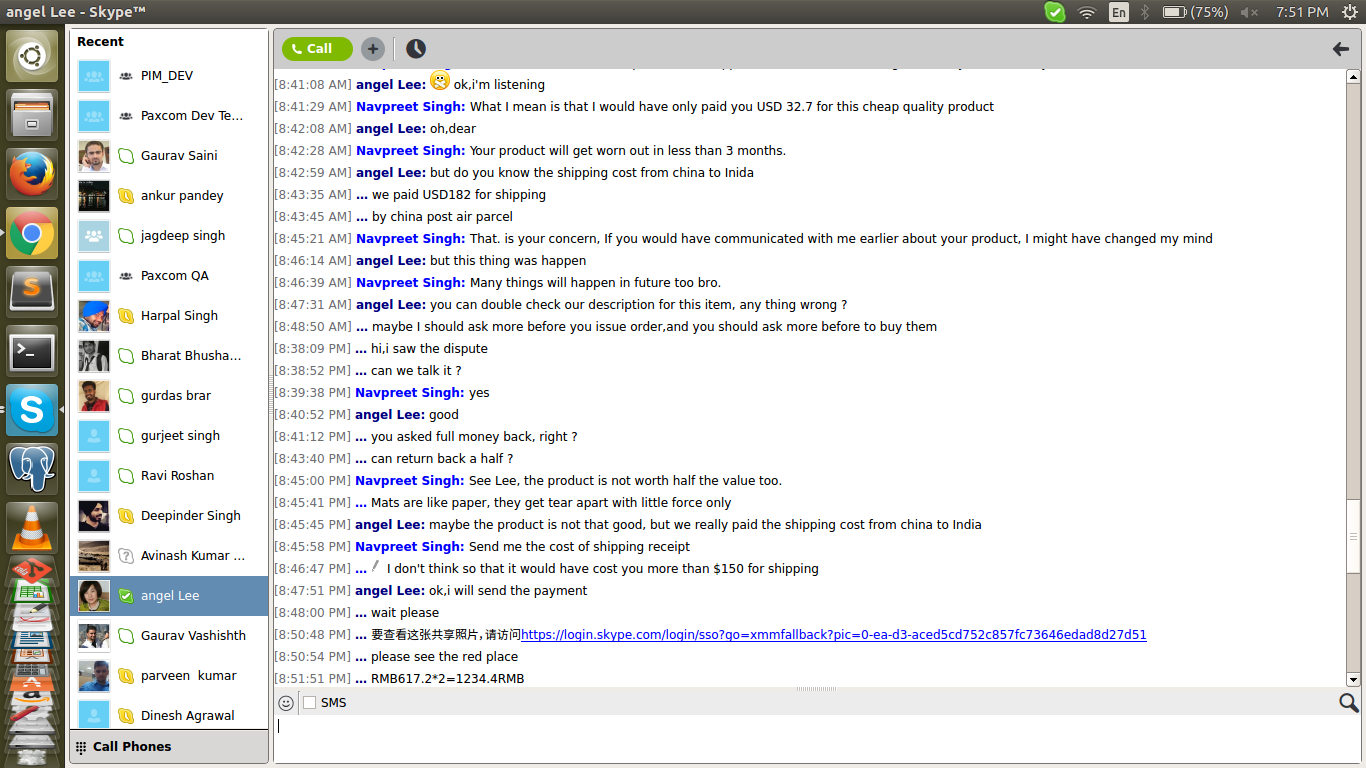 angel Lee - Skype™
En
(75%)
7:51 PM
Recent
PIM_DEV
Paxcom Dev Te...
Gaurav Saini
ankur pandey
jagdeep singh
Paxcom QA
Harpal Singh
Bharat Bhusha...
gurdas brar
gurjeet singh
Ravi Roshan
Deepinder Singh
Avinash Kumar ...
angel Lee
Gaurav Vashishth
parveen kumar
Dinesh Agrawal
Call Phones
Call
[8:41:08 AM] angel Lee: ok,i'm listening
[8:41:29 AM] Navpreet Singh: What I mean is that I would have only paid you USD 32.7 for this cheap quality product
[8:42:08 AM] angel Lee: oh,dear
[8:42:28 AM] Navpreet Singh: Your product will get worn out in less than 3 months.
[8:42:59 AM] angel Lee: but do you know the shipping cost from china to Inida
[8:43:35 AM] ... we paid USD182 for shipping
[8:43:45 AM] ... by china post air parcel
[8:45:21 AM] Navpreet Singh: That. is your concern, If you would have communicated with me earlier about your product, I might have changed my mind
[8:46:14 AM] angel Lee: but this thing was happen
[8:46:39 AM] Navpreet Singh: Many things will happen in future too bro.
[8:47:31 AM] angel Lee: you can double check our description for this item, any thing wrong ?
[8:48:50 AM] ... maybe I should ask more before you issue order,and you should ask more before to buy them
[8:38:09 PM] ... hi,i saw the dispute
[8:38:52 PM] ... can we talk it ?
[8:39:38 PM] Navpreet Singh: yes
[8:40:52 PM] angel Lee: good
[8:41:12 PM] ... you asked full money back, right ?
[8:43:40 PM] ... can return back a half ?
[8:45:00 PM] Navpreet Singh: See Lee, the product is not worth half the value too.
[8:45:41 PM] ... Mats are like paper, they get tear apart with little force only
[8:45:45 PM] angel Lee: maybe the product is not that good, but we really paid the shipping cost from china to India
[8:45:58 PM] Navpreet Singh: Send me the cost of shipping receipt
[8:46:47 PM] ... I don't think so that it would have cost you more than $150 for shipping
[8:47:51 PM] angel Lee: ok,i will send the payment
[8:48:00 PM] ... wait please
[8:50:48 PM] ... 要查看这张共享照片，请访问https://login.skype.com/login/sso?go=xmmfallback?pic=0-ea-d3-aced5cd752c857fc73646edad8d27d51
[8:50:54 PM] ... please see the red place
[8:51:51 PM] ... RMB617.2*2=1234.4RMB
SMS